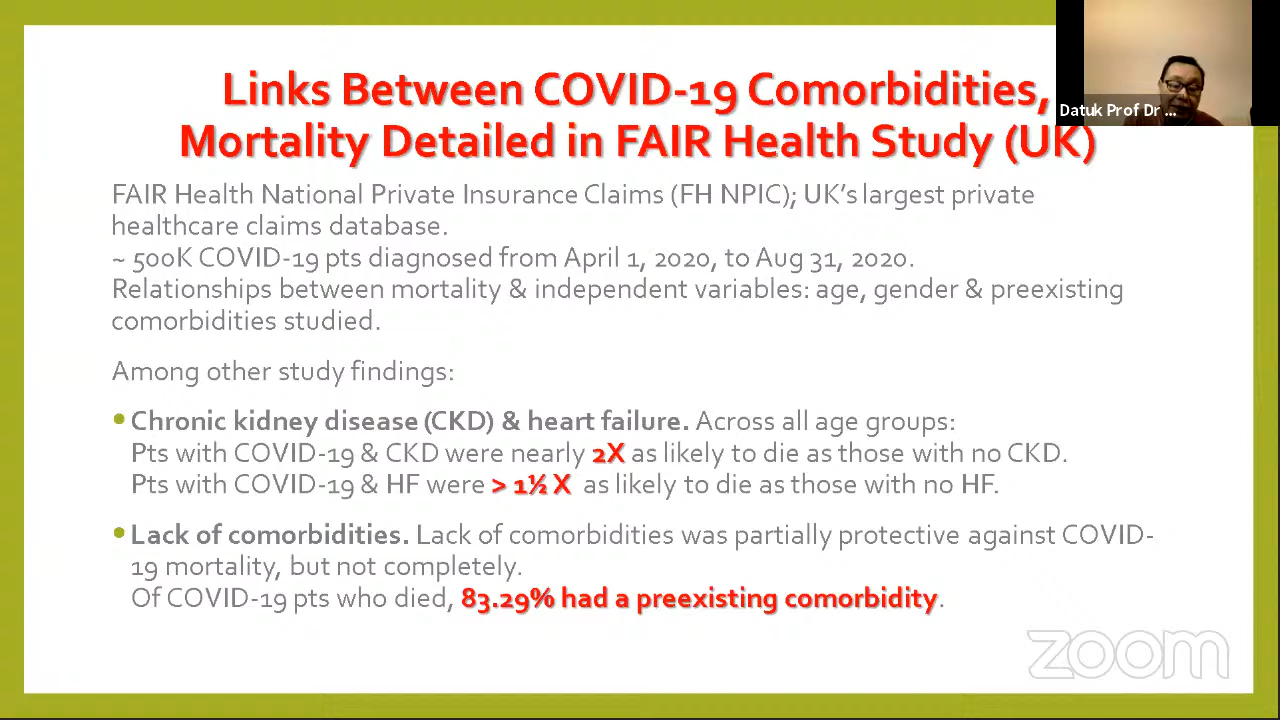 Links Between COVID-19 Comorbidities,
Mortality Detailed in FAIR Health Study (UK)
Datuk Prof Dr ...
FAIR Health National Private Insurance Claims (FH NPIC); UK's largest private
healthcare claims database.
~ 500K COVID-19 pts diagnosed from April 1, 2020, to Aug 31, 2020.
Relationships between mortality & independent variables: age, gender & preexisting
comorbidities studied.
Among other study findings:
• Chronic kidney disease (CKD) & heart failure. Across all age groups:
Pts with COVID-19 & CKD were nearly 2X as likely to die as those with no CKD.
Pts with COVID-19 & HF were > 1½ X as likely to die as those with no HF.
• Lack of comorbidities. Lack of comorbidities was partially protective against COVID-
19 mortality, but not completely.
Of COVID-19 pts who died, 83.29% had a preexisting comorbidity.
zoom